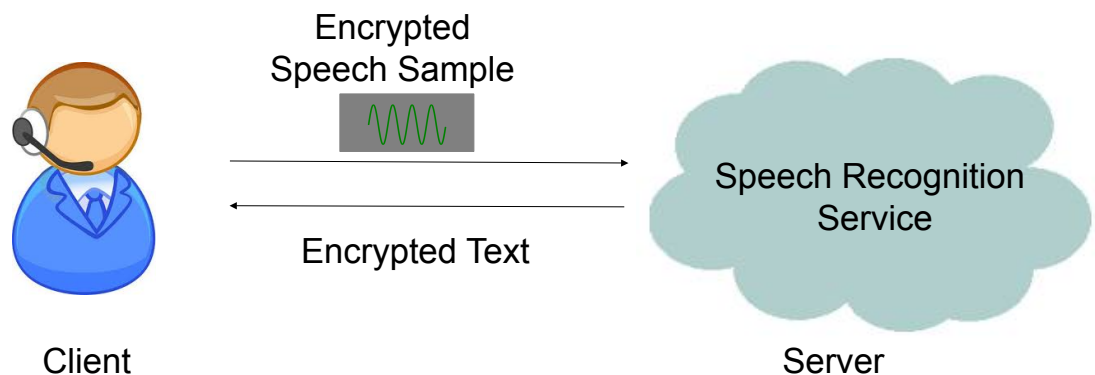 Encrypted
Speech Sample
Speech Recognition
Service
Encrypted Text
Client
Server